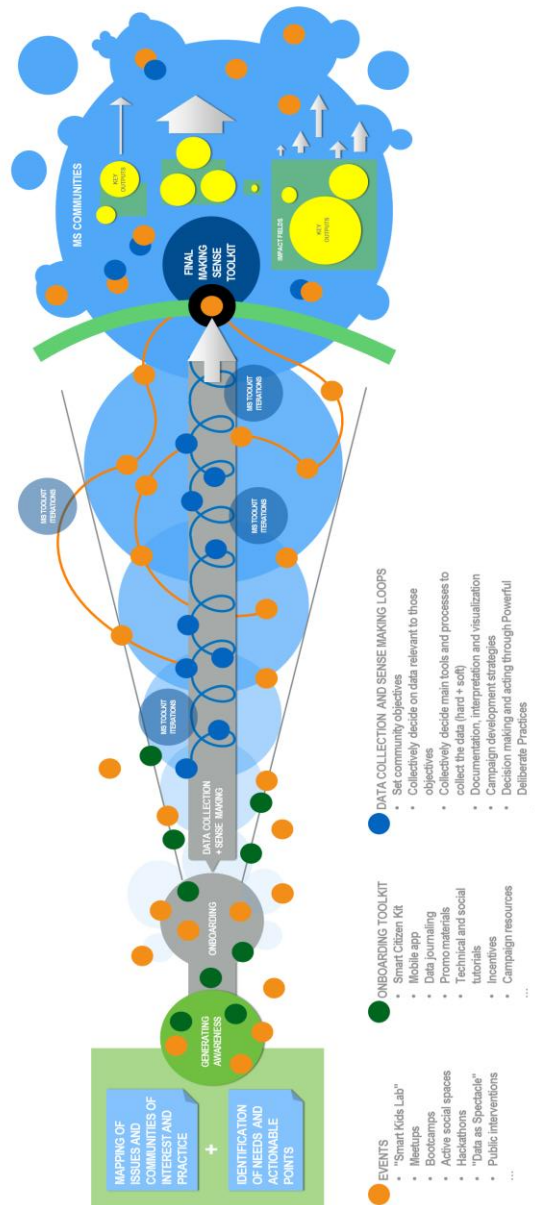 MAPPING OF
ISSUES AND
COMMUNITIES OF
INTEREST AND
PRACTICE
+
IDENTIFICATION
OF NEEDS AND
ACTIONABLE
POINTS
GENERATING
AWARENESS
ONBOARDING
DATA COLLECTION
+ SENSE MAKING
MS TOOLKIT
ITERATIONS
MS TOOLKIT
ITERATIONS
MS TOOLKIT
ITERATIONS
MS TOOLKIT
ITERATIONS
FINAL
MAKING
SENSE
TOOLKIT
MS COMMUNITIES
KEY
OUTPUTS
IMPACT FIELDS
KEY
OUTPUTS
EVENTS
• "Smart Kids Lab"
• Meetups
• Bootcamps
• Active social spaces
• Hackathons
• "Data as Spectacle"
• Public interventions
...
ONBOARDING TOOLKIT
• Smart Citizen Kit
• Mobile app
• Data journaling
• Promo materials
• Technical and social
tutorials
• Incentives
• Campaign resources
...
DATA COLLECTION AND SENSE MAKING LOOPS
• Set community objectives
• Collectively decide on data relevant to those
objectives
• Collectively decide main tools and processes to
collect the data (hard + soft)
• Documentation, interpretation and visualization
• Campaign development strategies
• Decision making and acting through Powerful
Deliberate Practices